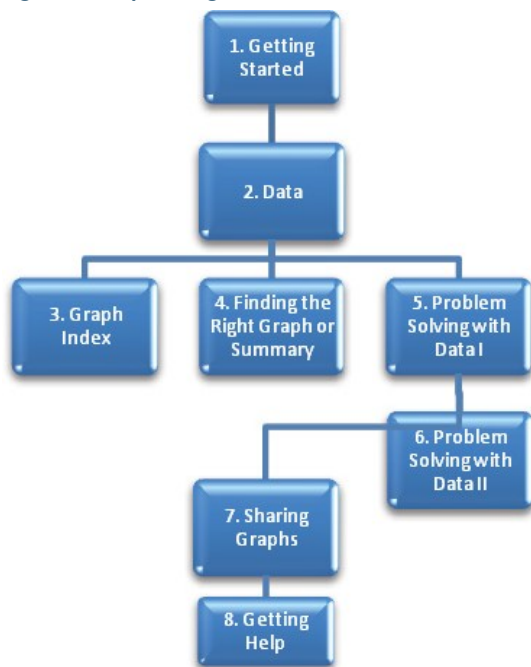 1. Getting
Started
2. Data
3. Graph
Index
4. Finding the
Right Graph or
Summary
5. Problem
Solving with
Data I
6. Problem
Solving with
Data II
7. Sharing
Graphs
8. Getting
Help